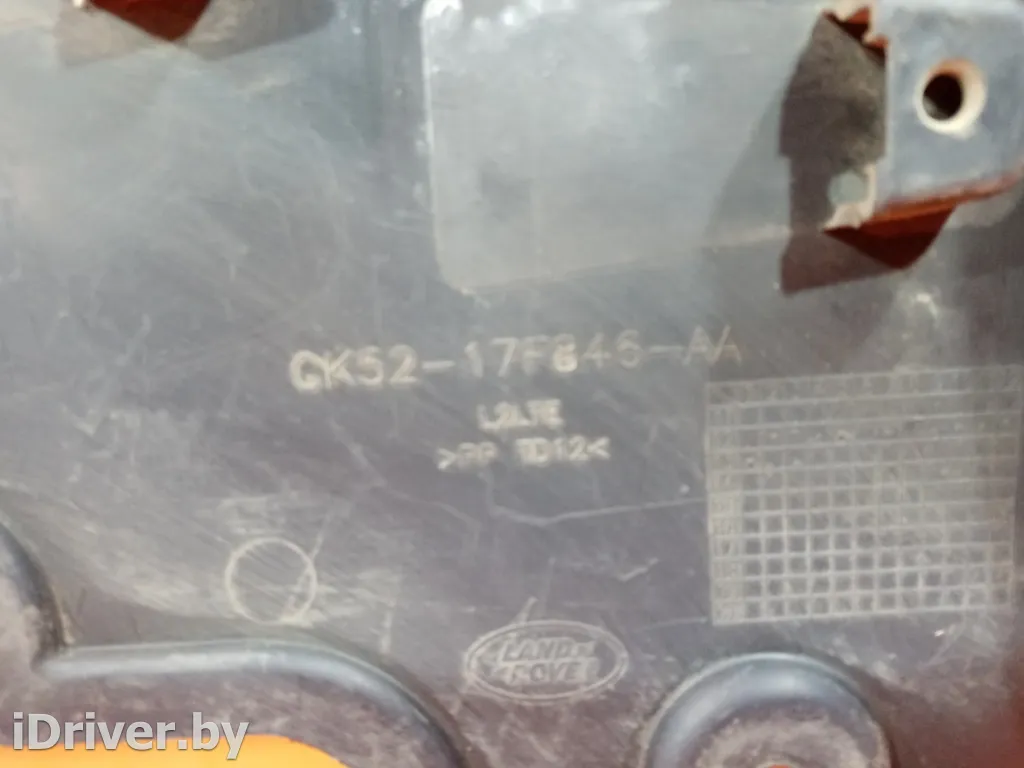 GK52-17F846-AA
>PP TD12<
LAND
ROVER
iDriver.by